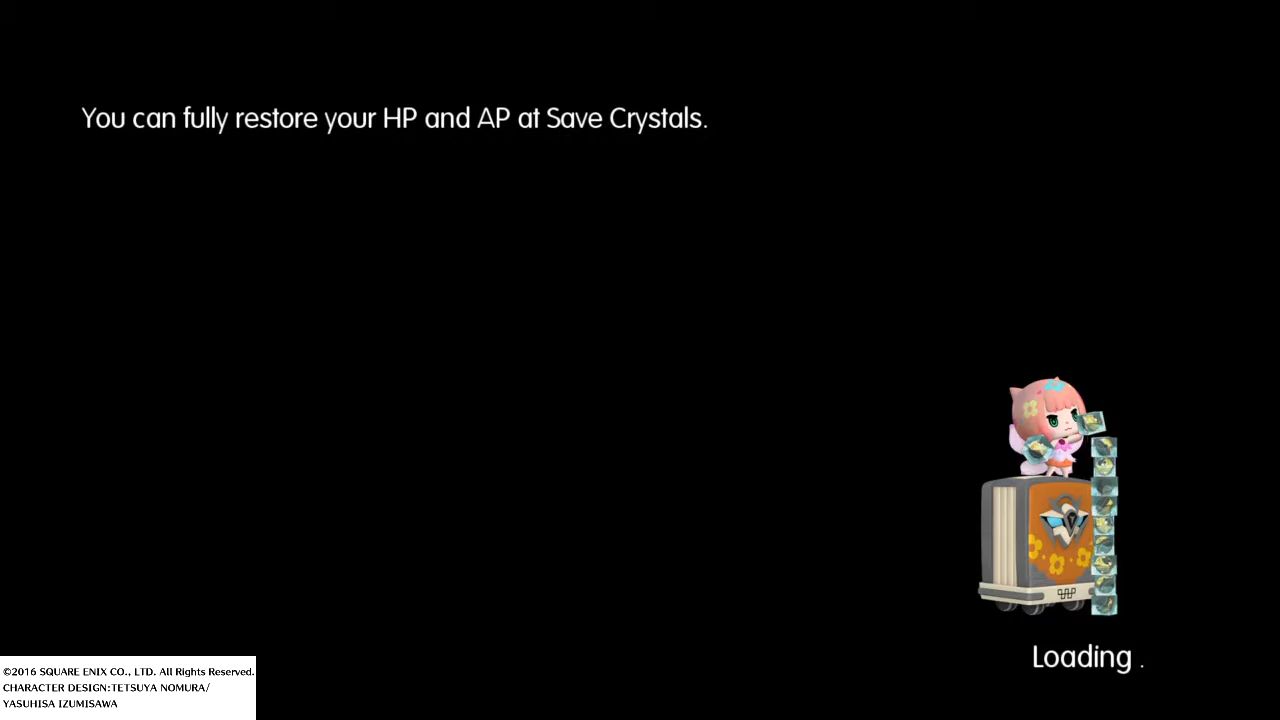 You can fully restore your HP and AP at Save Crystals.
Loading .
©2016 SQUARE ENIX CO., LTD. All Rights Reserved.
CHARACTER DESIGN:TETSUYA NOMURA/
YASUHISA IZUMISAWA